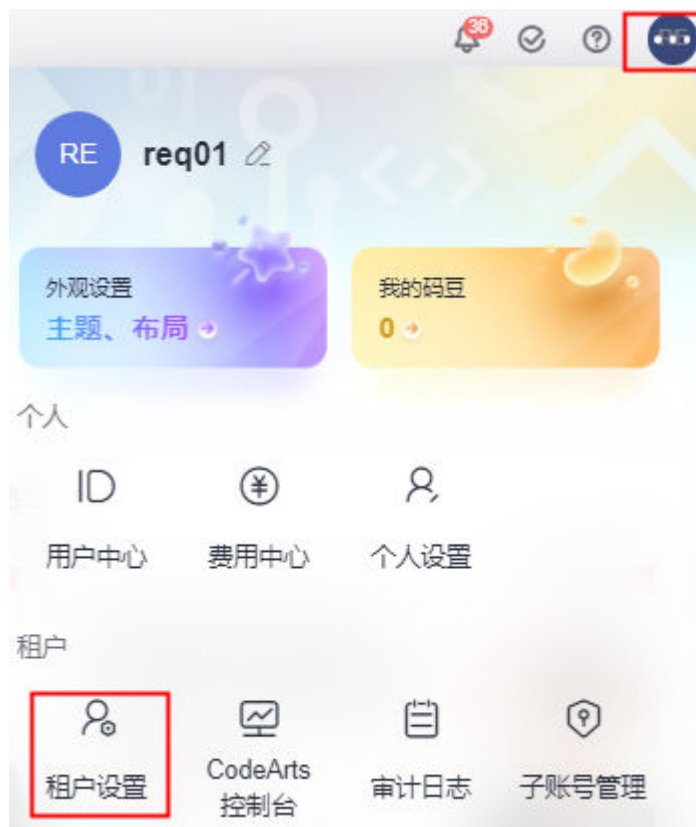 36
RE req01
外观设置
主题、布局
我的码豆
0
个人
ID
用户中心
费用中心
个人设置
租户
租户设置
CodeArts
控制台
审计日志
子账号管理